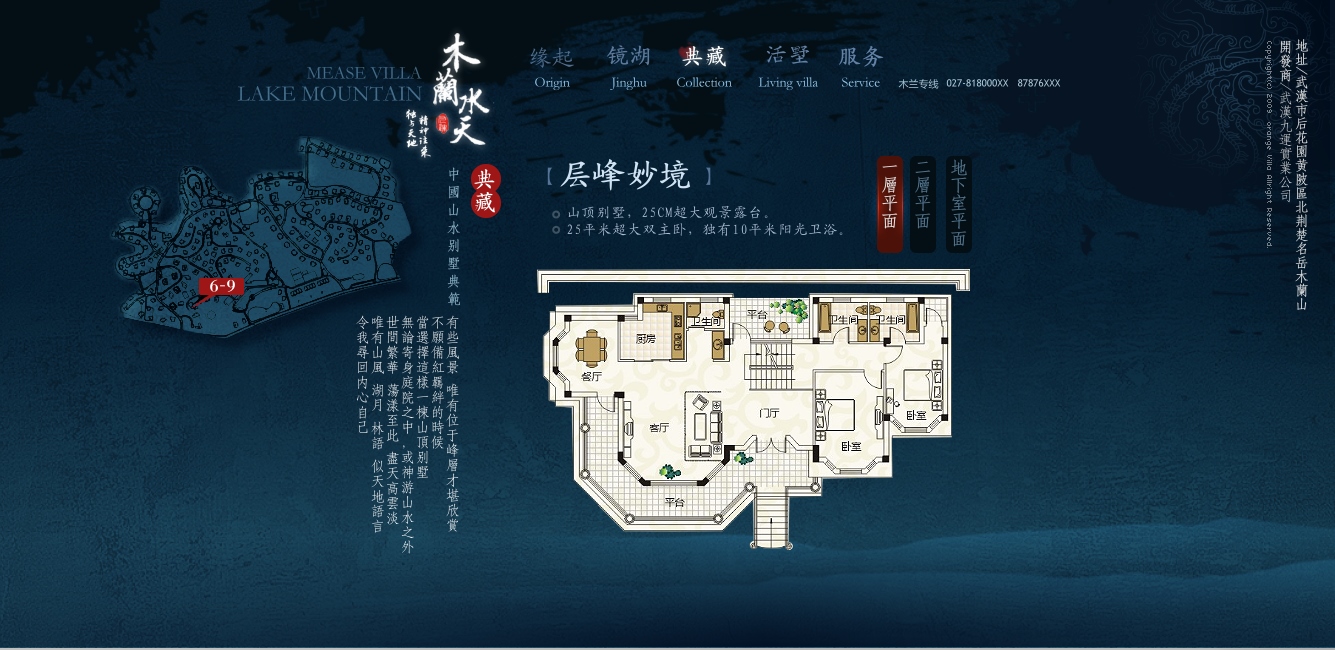 MEASE VILLA
LAKE MOUNTAIN
木蘭水天
独与天地
精神往来
缘起
Origin
镜湖
Jinghu
典藏
Collection
活墅
Living villa
服务
Service
木兰专线 027-818000XX 87876XXX
地址/武漢市后花園黄陂區北荆楚名岳木蘭山
開發商/武漢九運實業公司
Copyright(c) 2009 orange Villa Allright Reserved.
6-9
典藏
中國山水别墅典範
有些風景 唯有位于峰層才堪欣賞
不願備紅羈絆的時候
當選擇這樣一棟山頂别墅
無論寄身庭院之中,或神游山水之外
世間繁華 蕩漾至此 盡天高雲淡
唯有山風 湖月 林語 似天地語言
令我尋回内心自己
【 层峰妙境 】
山顶别墅，25CM超大观景露台。
25平米超大双主卧，独有10平米阳光卫浴。
一層平面
二層平面
地下室平面
厨房
卫生间
平台
卫生间
卫生间
客厅
客厅
门厅
卧室
卧室
平台